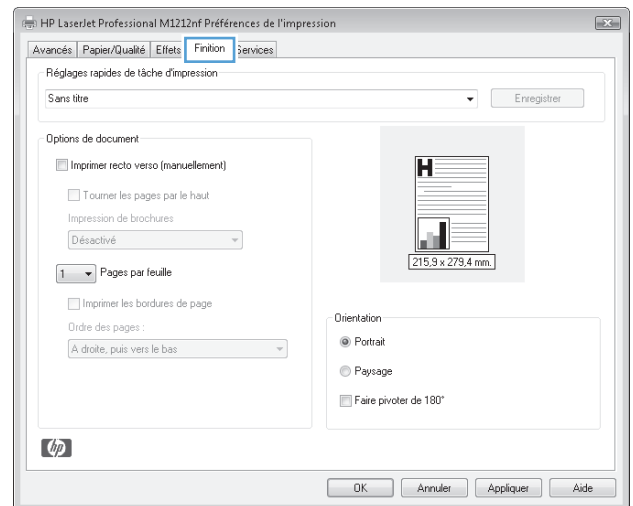 HP LaserJet Professional M1212nf Préférences de l'impression
Avancés Papier/Qualité Effets Finition Services
Réglages rapides de tâche d'impression
Sans titre Enregistrer
Options de document
Imprimer recto verso (manuellement)
Tourner les pages par le haut
Impression de brochures
Désactivé
1 Pages par feuille
Imprimer les bordures de page
Ordre des pages :
A droite, puis vers le bas
H
215,9 x 279,4 mm.
Orientation
Portrait
Paysage
Faire pivoter de 180°
hp
OK Annuler Appliquer Aide